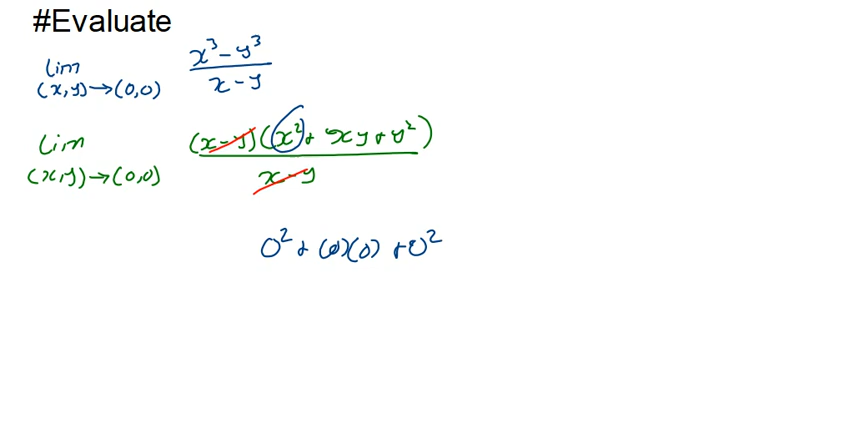 #Evaluate
lim (x,y)→(0,0) x³ - y³ / x - y
lim (x,y)→(0,0) (x - y)(x² + xy + y²) / x - y
0² + (0)(0) + 0²